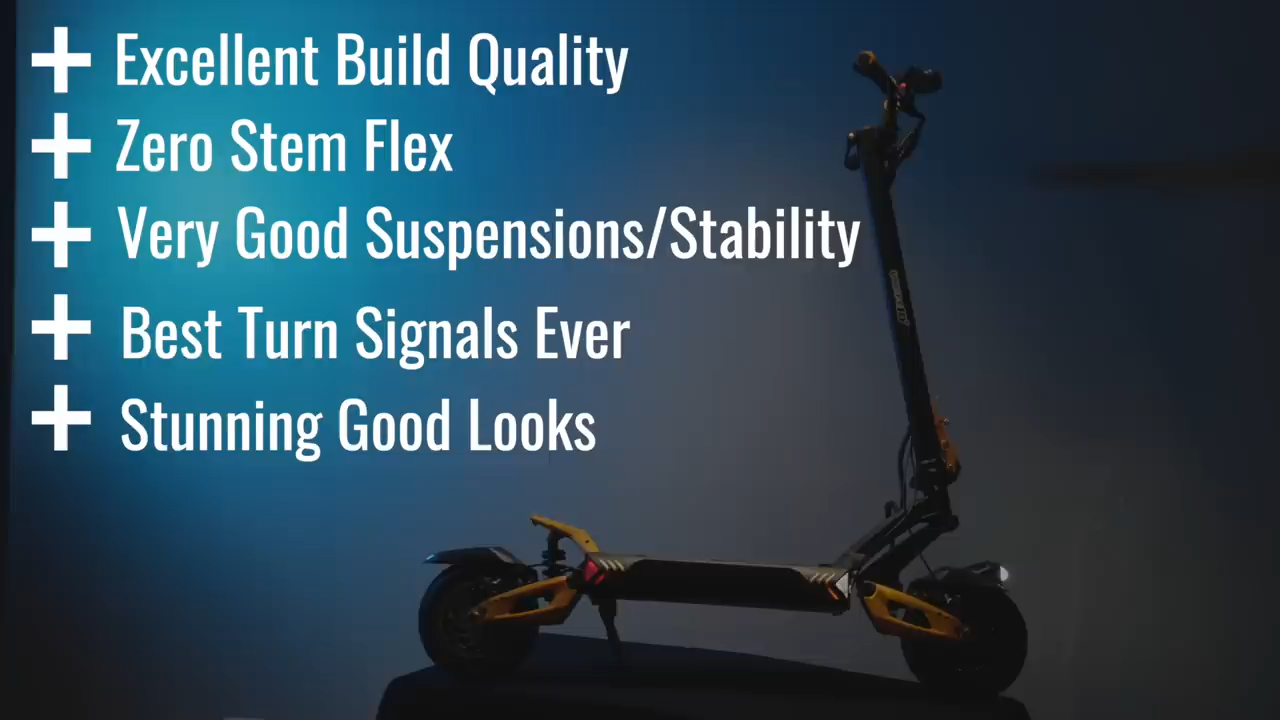 Excellent Build Quality
Zero Stem Flex
Very Good Suspensions/Stability
Best Turn Signals Ever
Stunning Good Looks